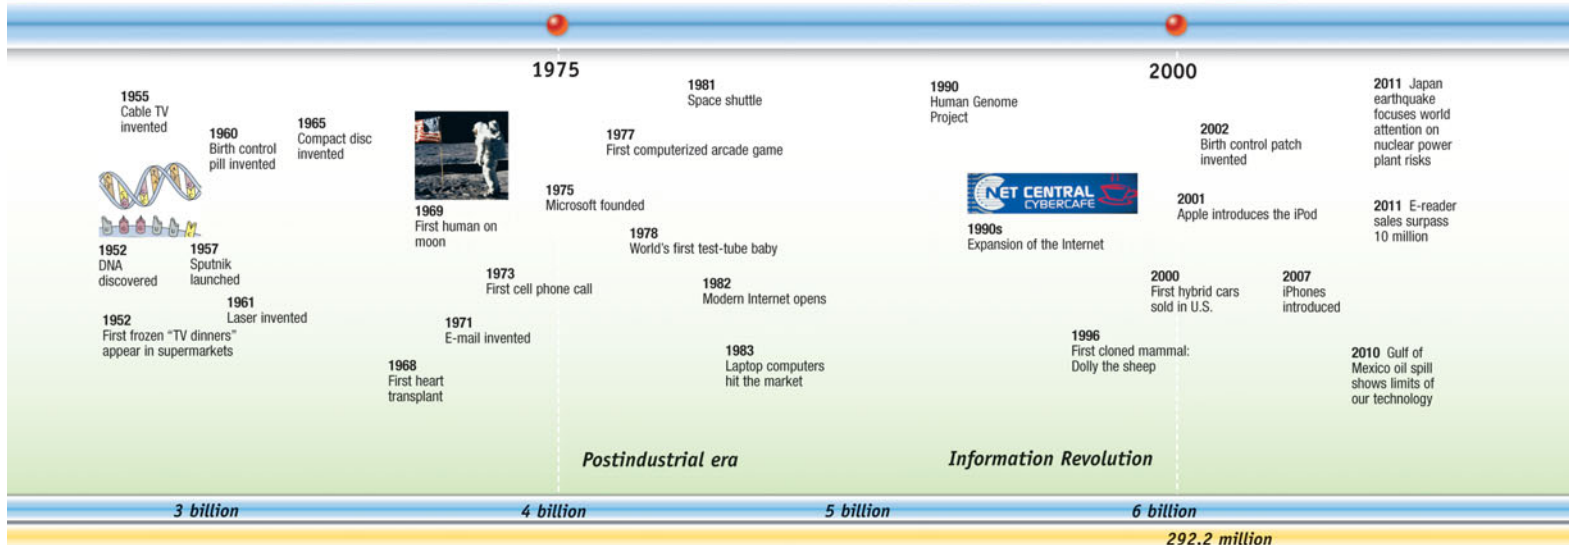 1975
2000
1955
Cable TV
invented
1960
Birth control
pill invented
1965
Compact disc
invented
1952
DNA
discovered
1957
Sputnik
launched
1961
Laser invented
1952
First frozen “TV dinners”
appear in supermarkets
1969
First human on
moon
1973
First cell phone call
1971
E-mail invented
1968
First heart
transplant
1981
Space shuttle
1977
First computerized arcade game
1975
Microsoft founded
1978
World's first test-tube baby
1982
Modern Internet opens
1983
Laptop computers
hit the market
1990
Human Genome
Project
NET CENTRAL
CYBERCAFE
1990s
Expansion of the Internet
1996
First cloned mammal:
Dolly the sheep
2002
Birth control patch
invented
2001
Apple introduces the iPod
2000
First hybrid cars
sold in U.S.
2007
iPhones
introduced
2011 Japan
earthquake
focuses world
attention on
nuclear power
plant risks
2011 E-reader
sales surpass
10 million
2010 Gulf of
Mexico oil spill
shows limits of
our technology
Postindustrial era
Information Revolution
3 billion
4 billion
5 billion
6 billion
292.2 million